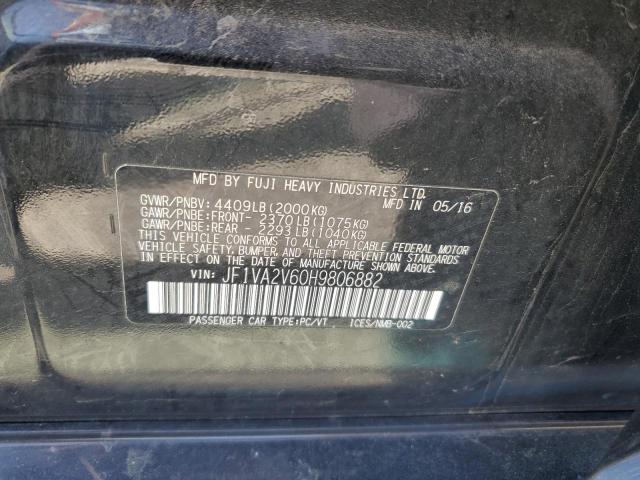 MFD BY FUJI HEAVY INDUSTRIES LTD.
GVWR/PNBV: 4409LB(2000KG) MFD IN 05/16
GAWR/PNBE:FRONT- 2370LB(1075KG)
GAWR/PNBE:REAR - 2293LB(1040KG)
THIS VEHICLE CONFORMS TO ALL APPLICABLE FEDERAL MOTOR
VEHICLE SAFETY, BUMPER, AND THEFT PREVENTION STANDARDS
IN EFFECT ON THE DATE OF MANUFACTURE SHOWN ABOVE.
VIN: JF1VA2V60H9806882
PASSENGER CAR TYPE:PC/VT ICES/NMB-002